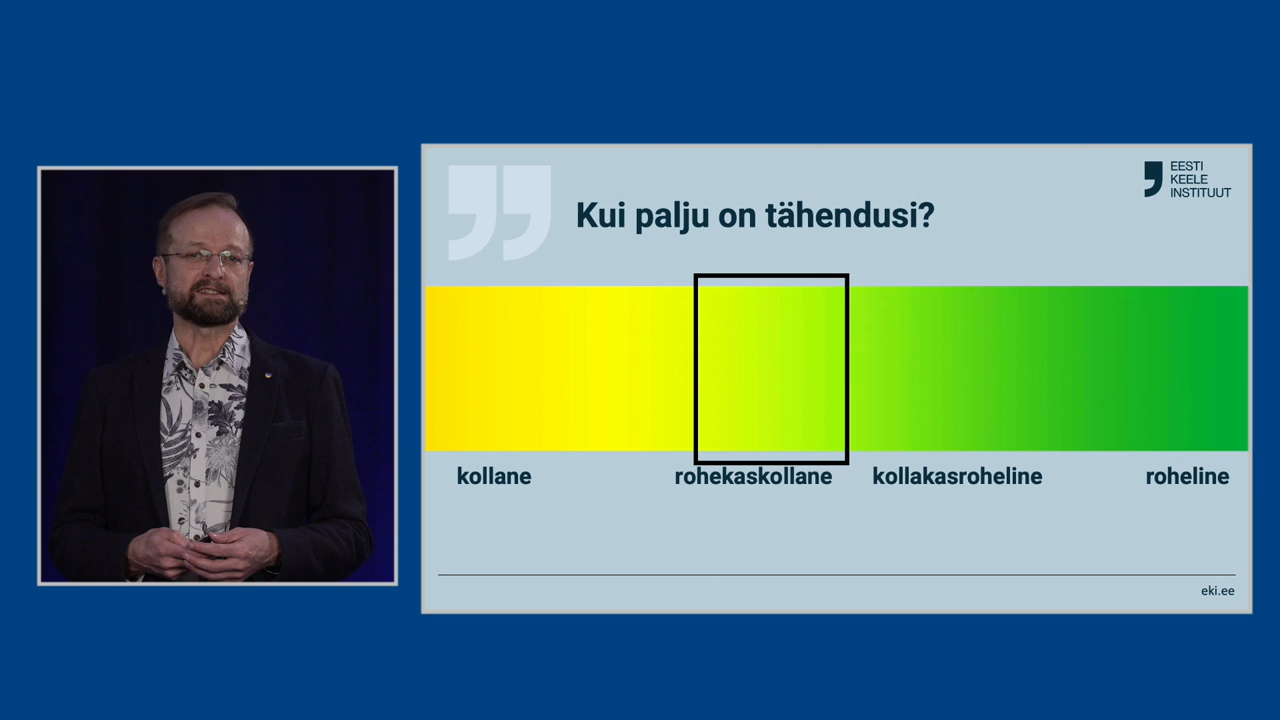 EESTI
KEELE
INSTITUUT
Kui palju on tähendusi?
kollane rohekaskollane kollakasroheline roheline
eki.ee